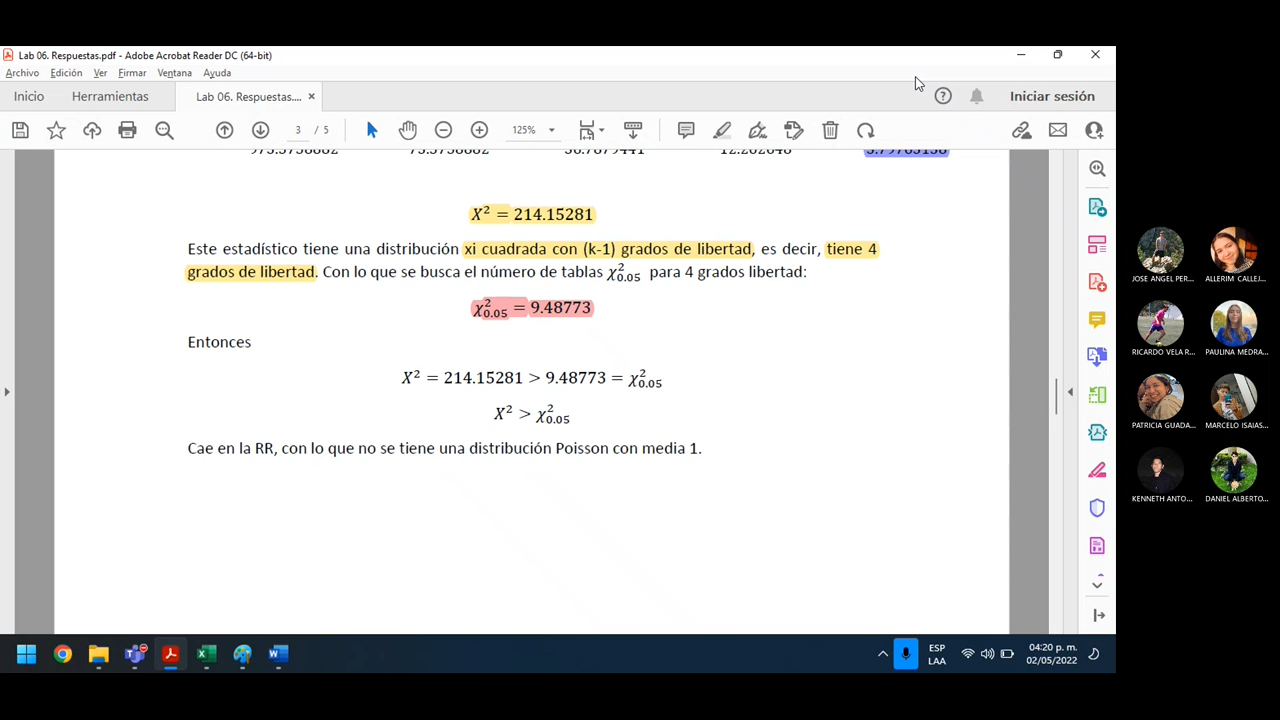 Lab 06. Respuestas.pdf - Adobe Acrobat Reader DC (64-bit)
Archivo Edición Ver Firmar Ventana Ayuda
Inicio Herramientas Lab 06. Respuestas.... × Iniciar sesión
3 / 5 125%
X² = 214.15281
Este estadístico tiene una distribución xi cuadrada con (k-1) grados de libertad, es decir, tiene 4
grados de libertad. Con lo que se busca el número de tablas χ²₀.₀₅ para 4 grados libertad:
χ²₀.₀₅ = 9.48773
Entonces
X² = 214.15281 > 9.48773 = χ²₀.₀₅
X² > χ²₀.₀₅
Cae en la RR, con lo que no se tiene una distribución Poisson con media 1.
JOSE ANGEL PER... ALLERIM CALLEJ...
RICARDO VELA R... PAULINA MEDRA...
PATRICIA GUADA... MARCELO ISAIAS...
KENNETH ANTO... DANIEL ALBERTO...
ESP
LAA
04:20 p. m.
02/05/2022